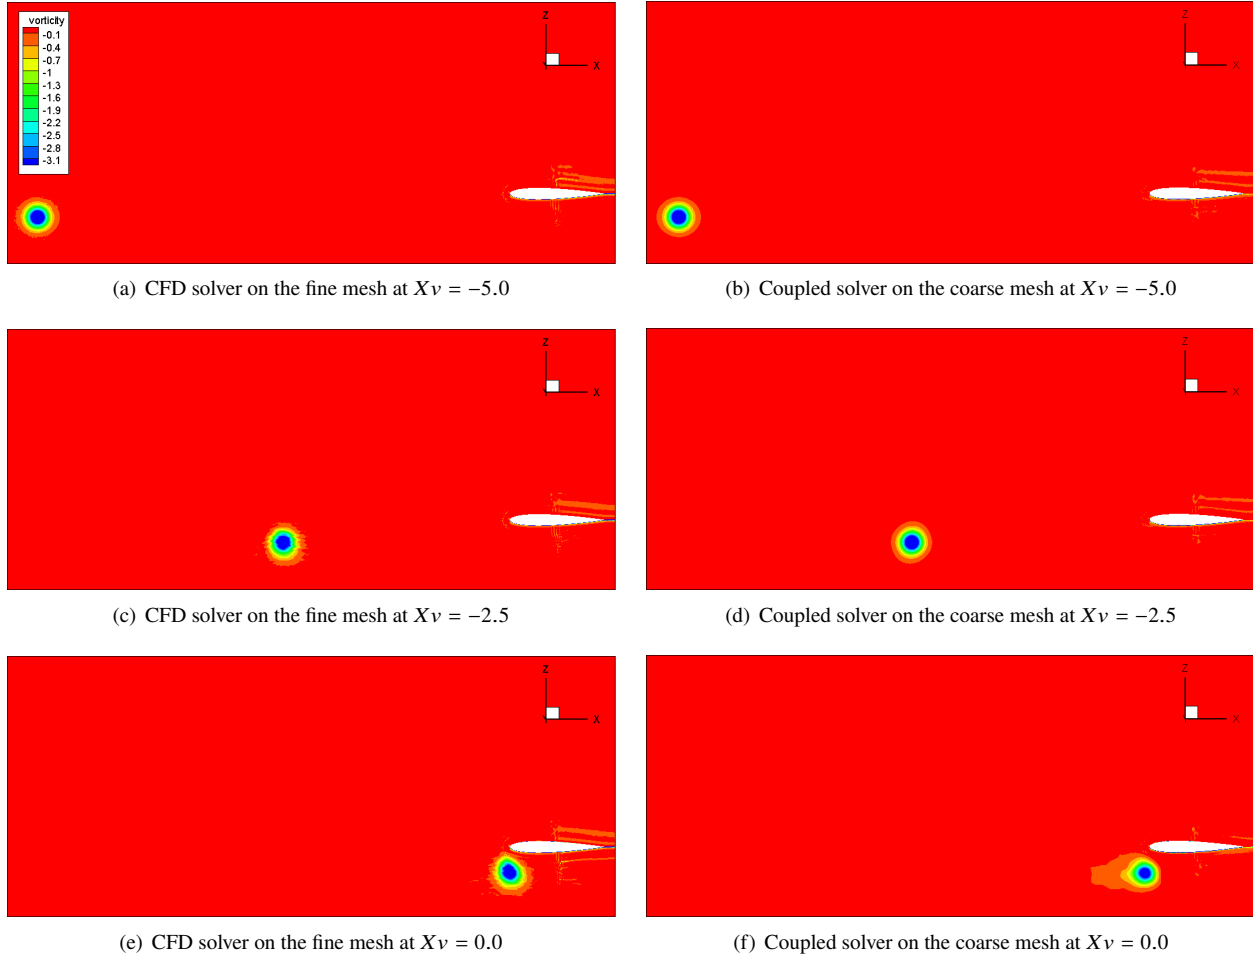 vorticity
-0.1
-0.4
-0.7
-1
-1.3
-1.6
-1.9
-2.2
-2.5
-2.8
-3.1
Z
X
Z
X
(a) CFD solver on the fine mesh at Xv = −5.0
(b) Coupled solver on the coarse mesh at Xv = −5.0
Z
X
Z
X
(c) CFD solver on the fine mesh at Xv = −2.5
(d) Coupled solver on the coarse mesh at Xv = −2.5
Z
X
Z
X
(e) CFD solver on the fine mesh at Xv = 0.0
(f) Coupled solver on the coarse mesh at Xv = 0.0